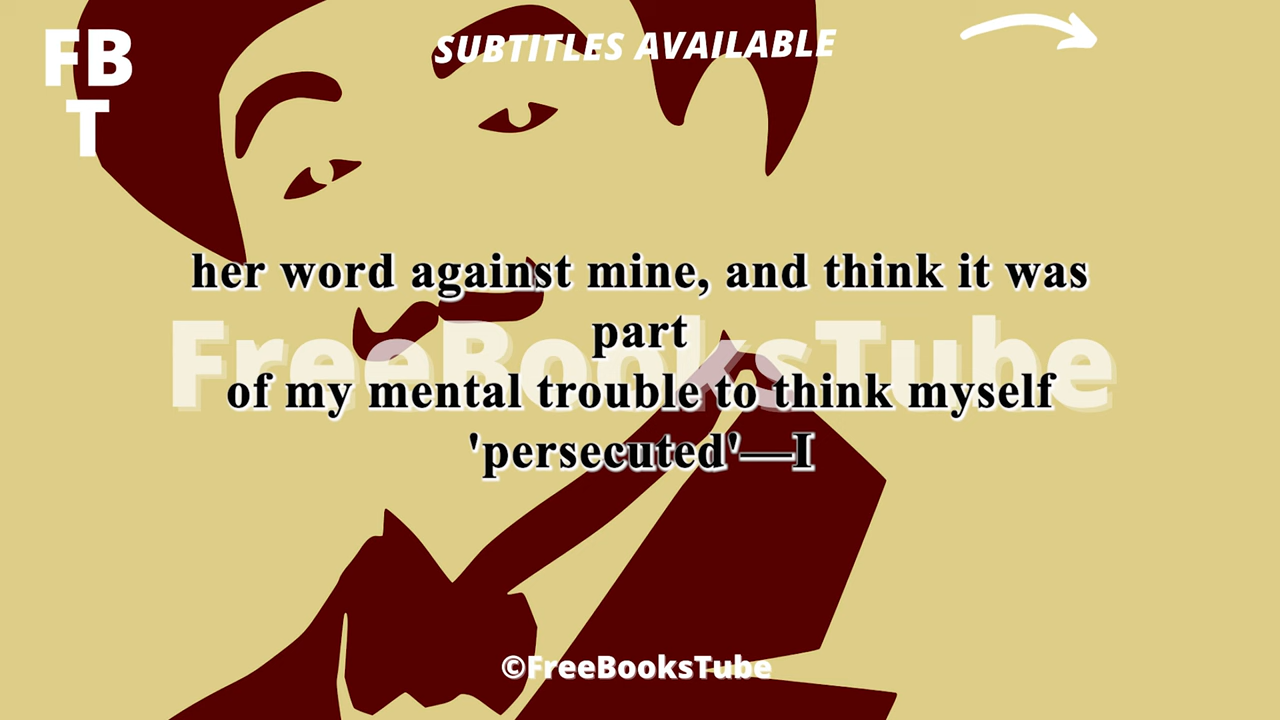 FB
T
SUBTITLES AVAILABLE
her word against mine, and think it was
part
FreeBooksTube
of my mental trouble to think myself
'persecuted'—I
©FreeBooksTube